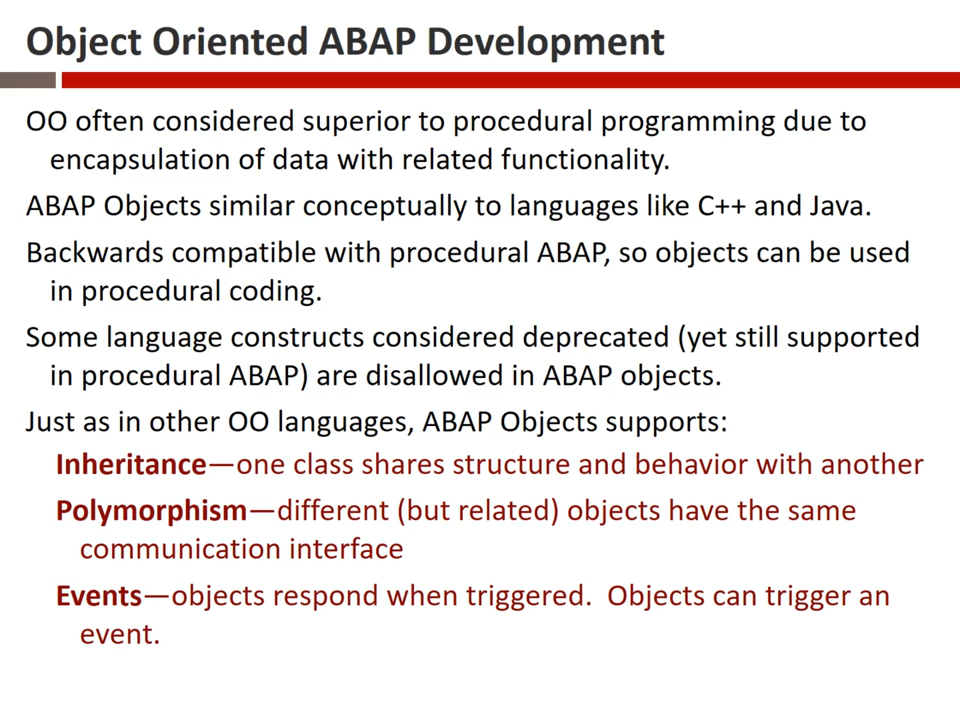 Object Oriented ABAP Development
OO often considered superior to procedural programming due to
encapsulation of data with related functionality.
ABAP Objects similar conceptually to languages like C++ and Java.
Backwards compatible with procedural ABAP, so objects can be used
in procedural coding.
Some language constructs considered deprecated (yet still supported
in procedural ABAP) are disallowed in ABAP objects.
Just as in other OO languages, ABAP Objects supports:
Inheritance—one class shares structure and behavior with another
Polymorphism—different (but related) objects have the same
communication interface
Events—objects respond when triggered.  Objects can trigger an
event.